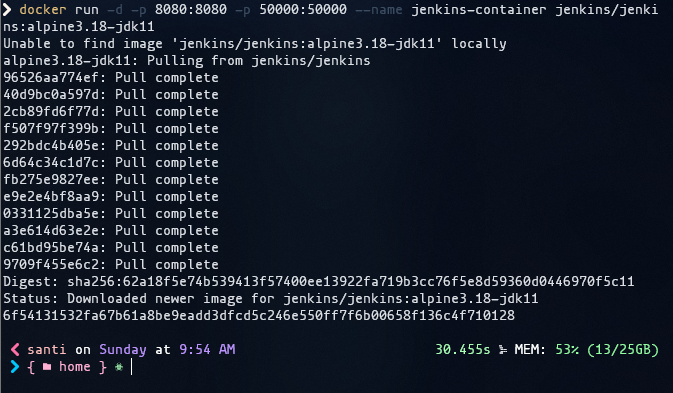 ❯ docker run -d -p 8080:8080 -p 50000:50000 --name jenkins-container jenkins/jenki
ns:alpine3.18-jdk11
Unable to find image 'jenkins/jenkins:alpine3.18-jdk11' locally
alpine3.18-jdk11: Pulling from jenkins/jenkins
96526aa774ef: Pull complete
40d9bc0a597d: Pull complete
2cb89fd6f77d: Pull complete
f507f97f399b: Pull complete
292bdc4b405e: Pull complete
6d64c34c1d7c: Pull complete
fb275e9827ee: Pull complete
e9e2e4bf8aa9: Pull complete
0331125dba5e: Pull complete
a3e614d63e2e: Pull complete
c61bd95be74a: Pull complete
9709f455e6c2: Pull complete
Digest: sha256:62a18f5e74b539413f57400ee13922fa719b3cc76f5e8d59360d0446970f5c11
Status: Downloaded newer image for jenkins/jenkins:alpine3.18-jdk11
6f54131532fa67b61a8be9eadd3dfcd5c246e550ff7f6b00658f136c4f710128
santi on Sunday at 9:54 AM 30.455s MEM: 53% (13/25GB)
❯ { home }